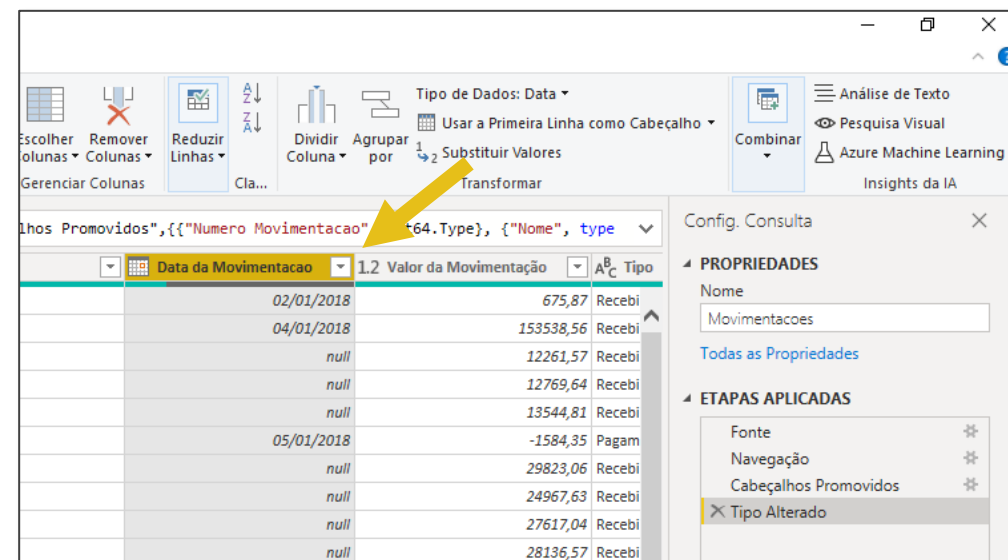 Escolher Colunas
Remover Colunas
Reduzir Linhas
Dividir Coluna
Agrupar por
Tipo de Dados: Data
Usar a Primeira Linha como Cabeçalho
1 2 Substituir Valores
Combinar
Análise de Texto
Pesquisa Visual
Azure Machine Learning
Gerenciar Colunas
Cla...
Transformar
Insights da IA
lhos Promovidos",{{"Numero Movimentacao" t64.Type}, {"Nome", type
Data da Movimentacao 1.2 Valor da Movimentação ABC Tipo
02/01/2018 675,87 Recebi
04/01/2018 153538,56 Recebi
null 12261,57 Recebi
null 12769,64 Recebi
null 13544,81 Recebi
05/01/2018 -1584,35 Pagam
null 29823,06 Recebi
null 24967,63 Recebi
null 27617,04 Recebi
null 28136,57 Recebi
Config. Consulta
PROPRIEDADES
Nome
Movimentacoes
Todas as Propriedades
ETAPAS APLICADAS
Fonte
Navegação
Cabeçalhos Promovidos
Tipo Alterado